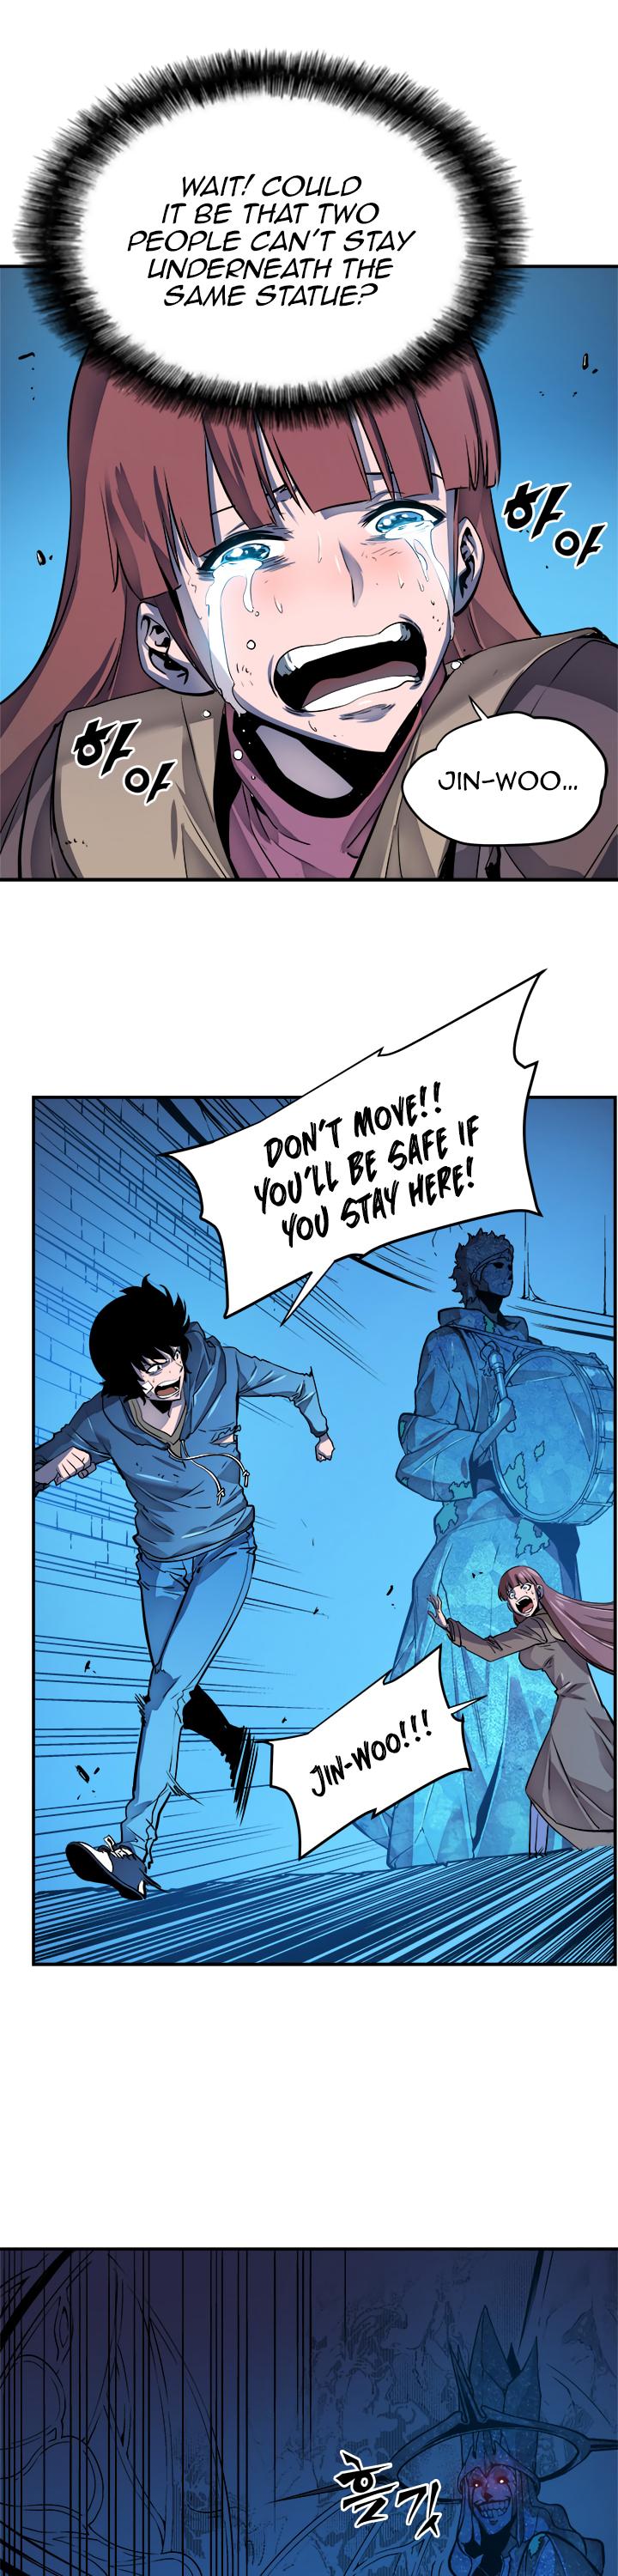 WAIT! COULD
IT BE THAT TWO
PEOPLE CAN'T STAY
UNDERNEATH THE
SAME STATUE?
하아
하아
JIN-WOO...
DON'T MOVE!!
YOU'LL BE SAFE IF
YOU STAY HERE!
JIN-WOO!!!
흘깃